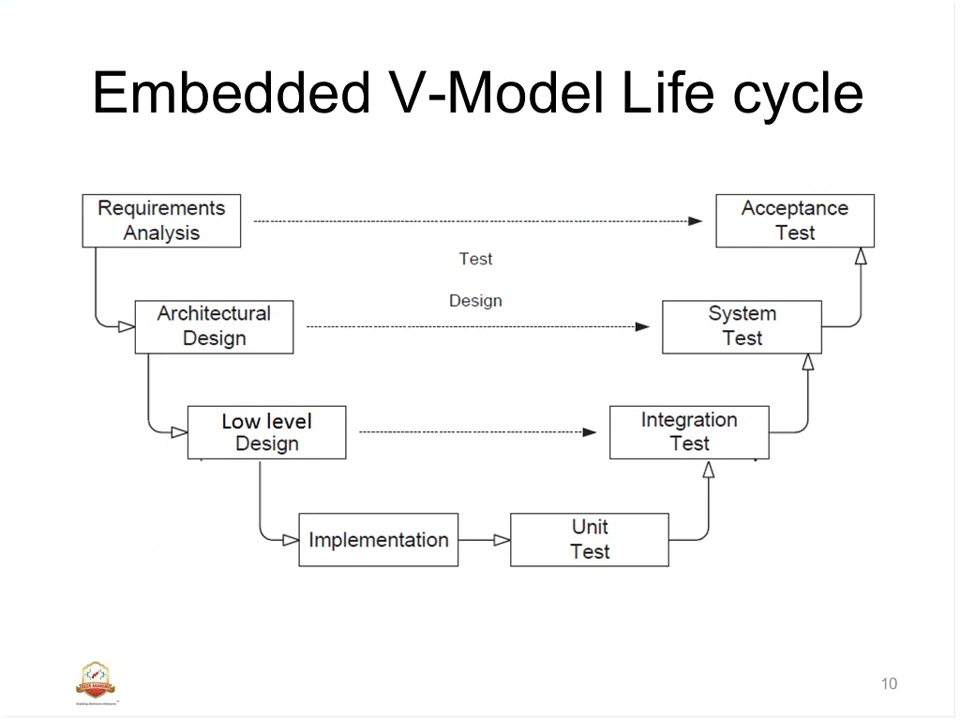 Embedded V-Model Life cycle
Requirements
Analysis
Acceptance
Test
Test
Design
Architectural
Design
System
Test
Low level
Design
Integration
Test
Implementation
Unit
Test
10